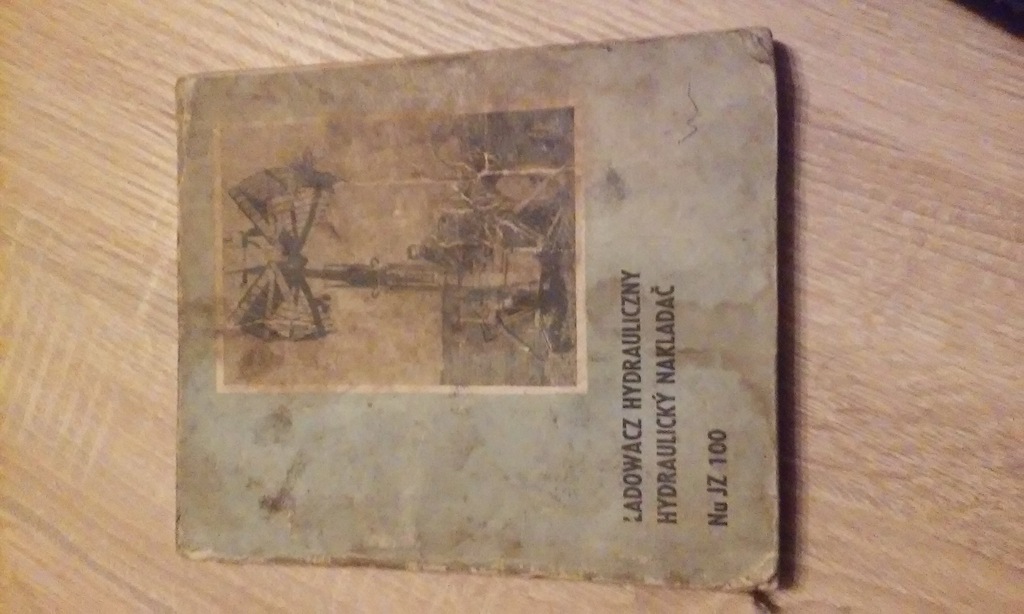 ŁADOWACZ HYDRAULICZNY
HYDRAULICKÝ NAKLADAČ
Nu JZ 100